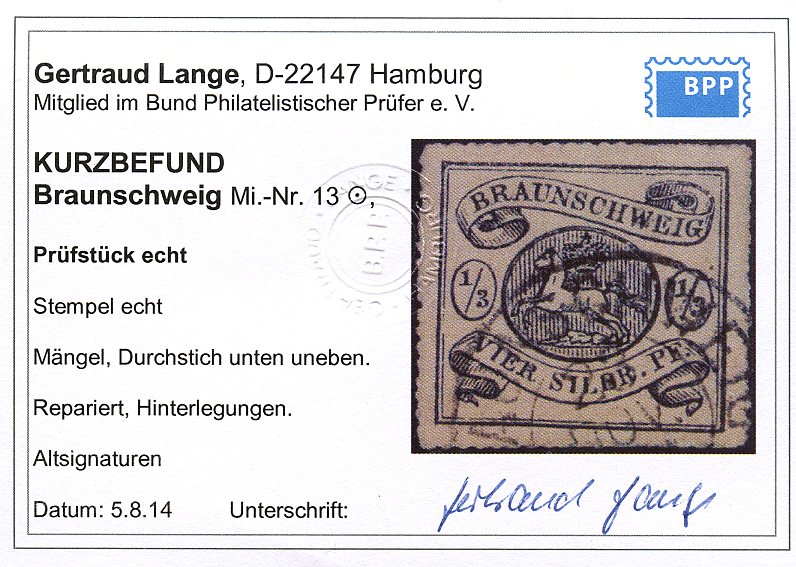 Gertraud Lange, D-22147 Hamburg
Mitglied im Bund Philatelistischer Prüfer e. V.
BPP
KURZBEFUND
Braunschweig Mi.-Nr. 13 ⊙,
Prüfstück echt
Stempel echt
Mängel, Durchstich unten uneben.
Repariert, Hinterlegungen.
Altsignaturen
Datum: 5.8.14 Unterschrift:
Gertraud Lange
BRAUNSCHWEIG
1/3 1/3
VIER SILBR. PF.
B.P.P.